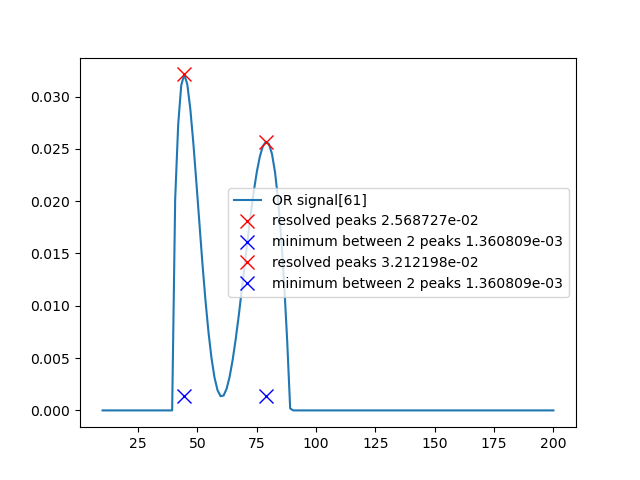 0.030
0.025
0.020
0.015
0.010
0.005
0.000
OR signal[61]
resolved peaks 2.568727e-02
minimum between 2 peaks 1.360809e-03
resolved peaks 3.212198e-02
minimum between 2 peaks 1.360809e-03
25 50 75 100 125 150 175 200